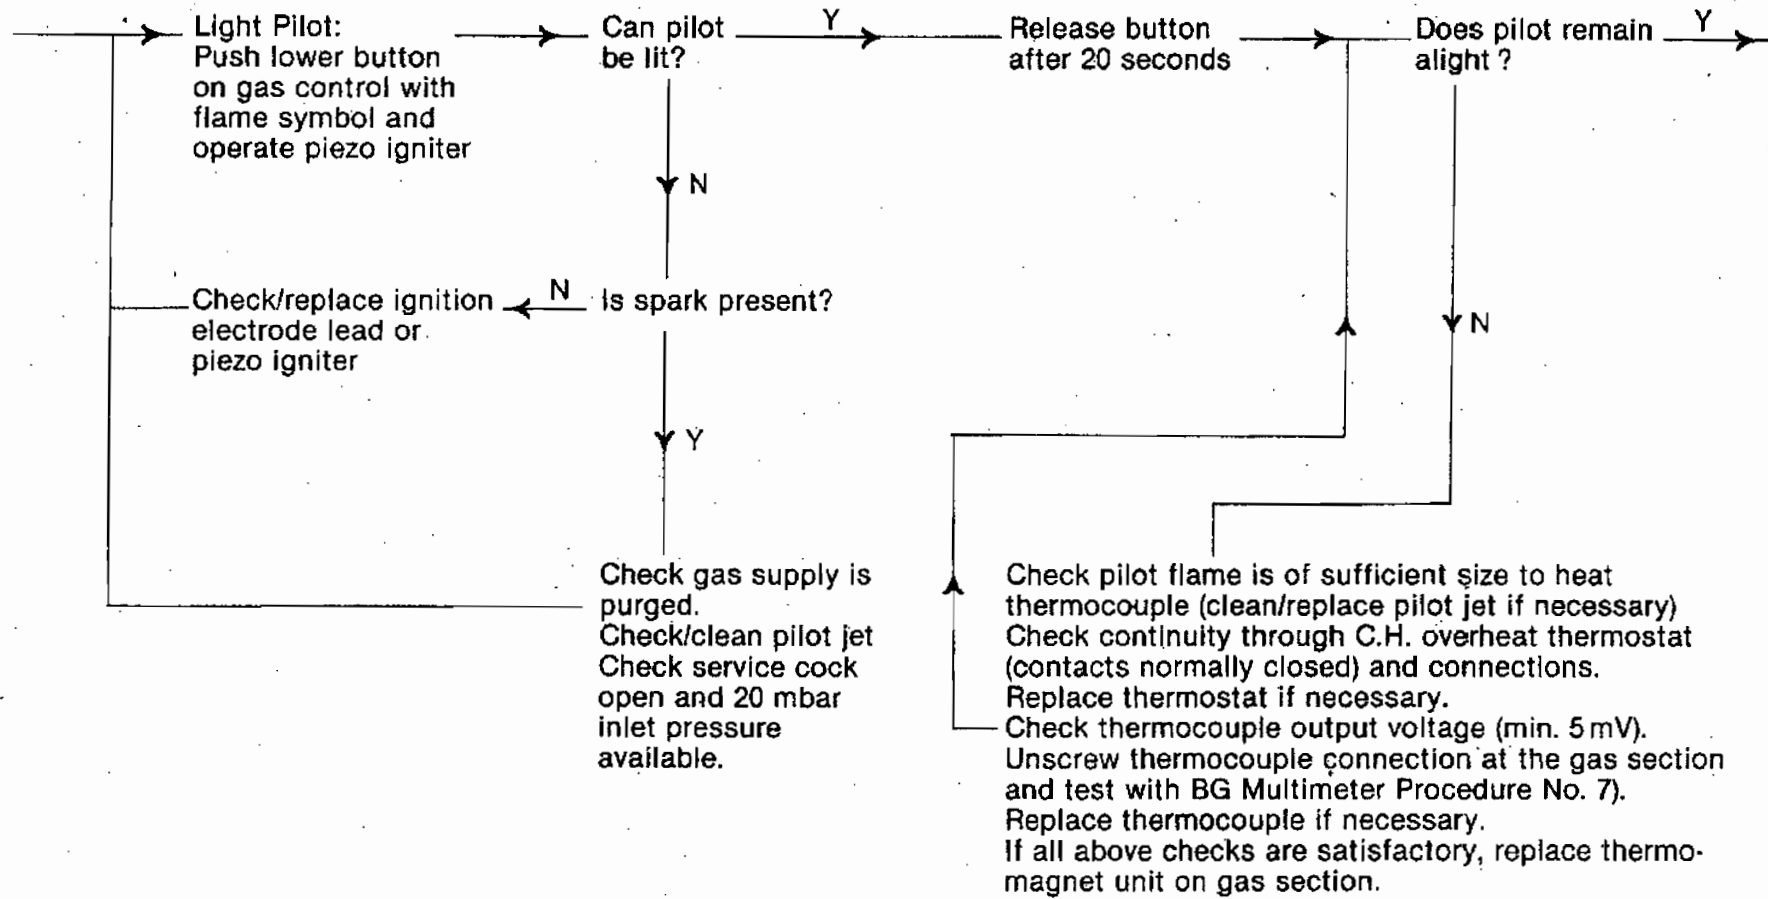 Light Pilot:
Push lower button
on gas control with
flame symbol and
operate piezo igniter
Can pilot
be lit?
Y
Release button
after 20 seconds
Does pilot remain
alight ?
Y
N
N
Check/replace ignition
electrode lead or
piezo igniter
N
Is spark present?
Y
Check gas supply is
purged.
Check/clean pilot jet
Check service cock
open and 20 mbar
inlet pressure
available.
Check pilot flame is of sufficient size to heat
thermocouple (clean/replace pilot jet if necessary)
Check continuity through C.H. overheat thermostat
(contacts normally closed) and connections.
Replace thermostat if necessary.
Check thermocouple output voltage (min. 5 mV).
Unscrew thermocouple connection at the gas section
and test with BG Multimeter Procedure No. 7).
Replace thermocouple if necessary.
If all above checks are satisfactory, replace thermo-
magnet unit on gas section.